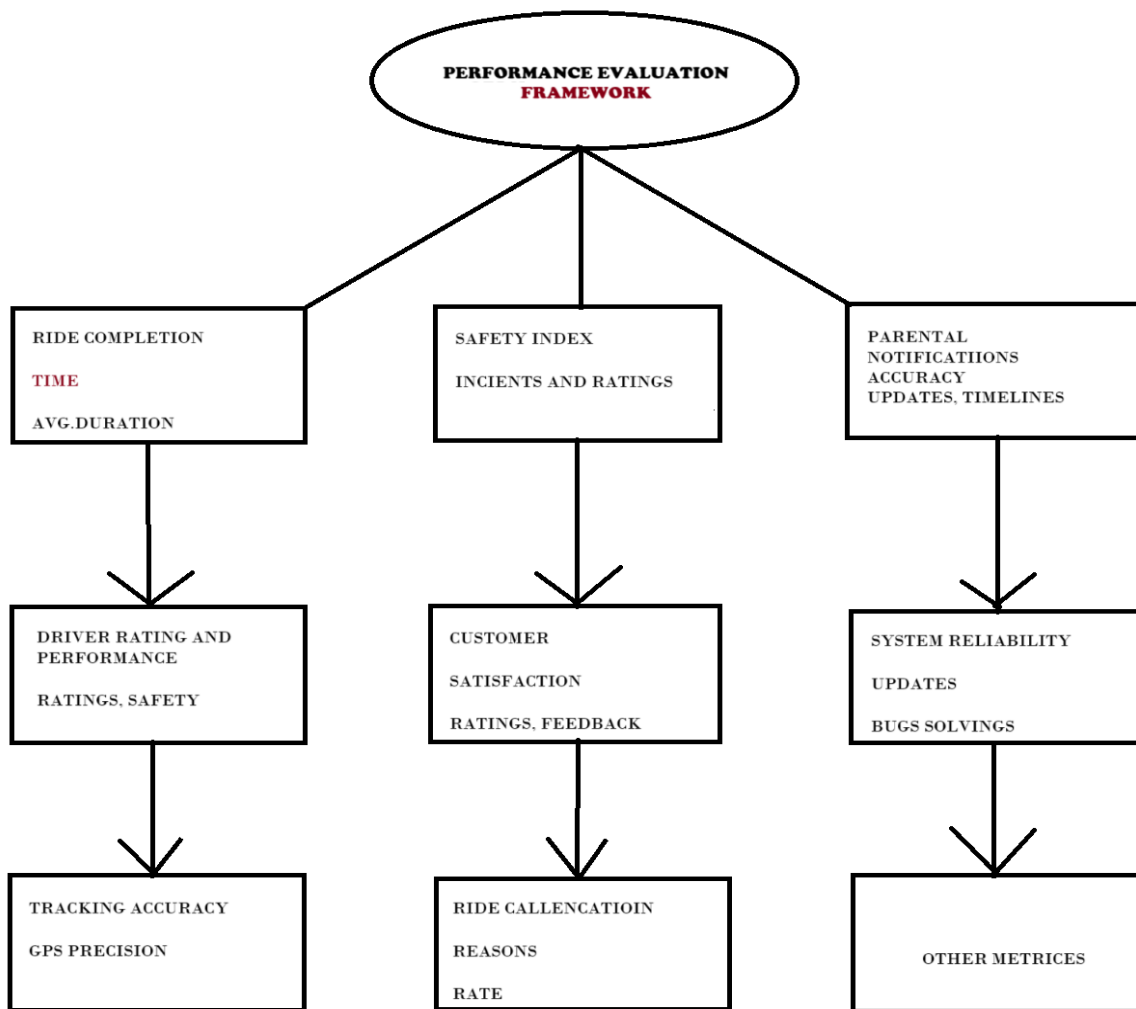 PERFORMANCE EVALUATION
FRAMEWORK
RIDE COMPLETION
TIME
AVG.DURATION
SAFETY INDEX
INCIENTS AND RATINGS
PARENTAL
NOTIFICATIIONS
ACCURACY
UPDATES, TIMELINES
DRIVER RATING AND
PERFORMANCE
RATINGS, SAFETY
CUSTOMER
SATISFACTION
RATINGS, FEEDBACK
SYSTEM RELIABILITY
UPDATES
BUGS SOLVINGS
TRACKING ACCURACY
GPS PRECISION
RIDE CALLENCATIOIN
REASONS
RATE
OTHER METRICES